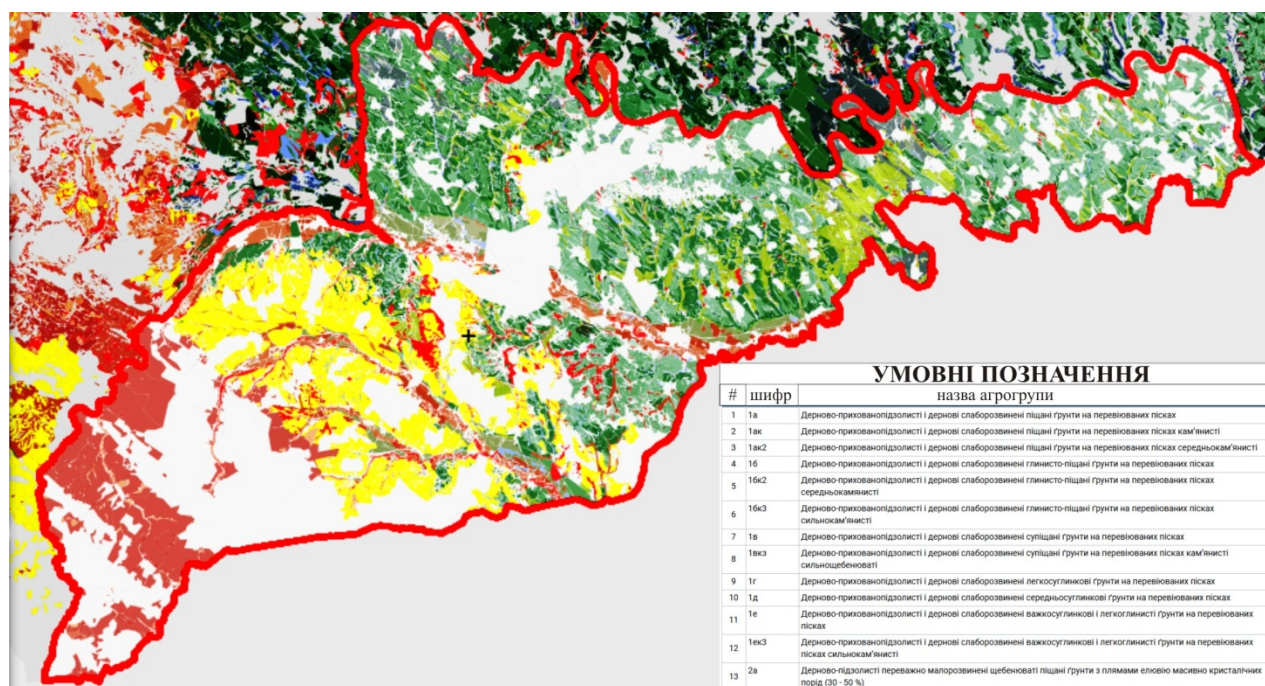 УМОВНІ ПОЗНАЧЕННЯ
# шифр назва агрогрупи
1 1а Дерново-прихованопідзолисті і дернові слаборозвинені піщані ґрунти на перевіюваних пісках
2 1ак Дерново-прихованопідзолисті і дернові слаборозвинені піщані ґрунти на перевіюваних пісках кам'янисті
3 1ак2 Дерново-прихованопідзолисті і дернові слаборозвинені піщані ґрунти на перевіюваних пісках середньокам'янисті
4 1б Дерново-прихованопідзолисті і дернові слаборозвинені глинисто-піщані ґрунти на перевіюваних пісках
5 1бк2 Дерново-прихованопідзолисті і дернові слаборозвинені глинисто-піщані ґрунти на перевіюваних пісках
середньокамянисті
6 1бк3 Дерново-прихованопідзолисті і дернові слаборозвинені глинисто-піщані ґрунти на перевіюваних пісках
сильнокам'янисті
7 1в Дерново-прихованопідзолисті і дернові слаборозвинені супіщані ґрунти на перевіюваних пісках
8 1вкз Дерново-прихованопідзолисті і дернові слаборозвинені супіщані ґрунти на перевіюваних пісках кам'янисті
сильнощебенюваті
9 1г Дерново-прихованопідзолисті і дернові слаборозвинені легкосуглинкові ґрунти на перевіюваних пісках
10 1д Дерново-прихованопідзолисті і дернові слаборозвинені середньосуглинкові ґрунти на перевіюваних пісках
11 1е Дерново-прихованопідзолисті і дернові слаборозвинені важкосуглинкові і легкоглинисті ґрунти на перевіюваних
пісках
12 1ек3 Дерново-прихованопідзолисті і дернові слаборозвинені важкосуглинкові і легкоглинисті ґрунти на перевіюваних
пісках сильнокам'янисті
13 2а Дерново-підзолисті переважно малорозвинені щебенюваті піщані ґрунти з плямами елювію масивно кристалічних
порід (30 - 50 %)